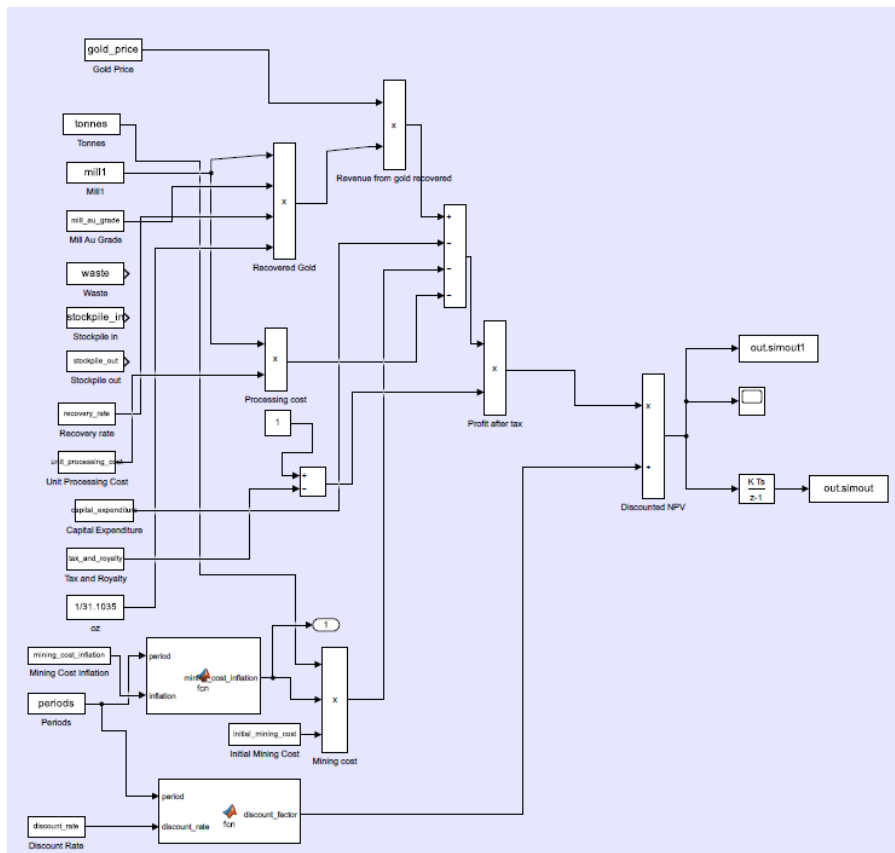 gold_price
Gold Price
tonnes
Tonnes
mill1
Mill1
mill_au_grade
Mill Au Grade
waste
Waste
stockpile_in
Stockpile in
stockpile_out
Stockpile out
recovery_rate
Recovery rate
unit_processing_cost
Unit Processing Cost
capital_expenditure
Capital Expenditure
tax_and_royalty
Tax and Royalty
1/31.1035
oz
mining_cost_inflation
Mining Cost Inflation
periods
Periods
discount_rate
Discount Rate
x
Recovered Gold
x
Revenue from gold recovered
x
Processing cost
1
+
−
+
−
−
−
x
Profit after tax
period
inflation
mining_cost_inflation
fcn
1
initial_mining_cost
Initial Mining Cost
x
Mining cost
period
discount_rate
discount_factor
fcn
x
+
Discounted NPV
out.simout1
K Ts
z-1
out.simout